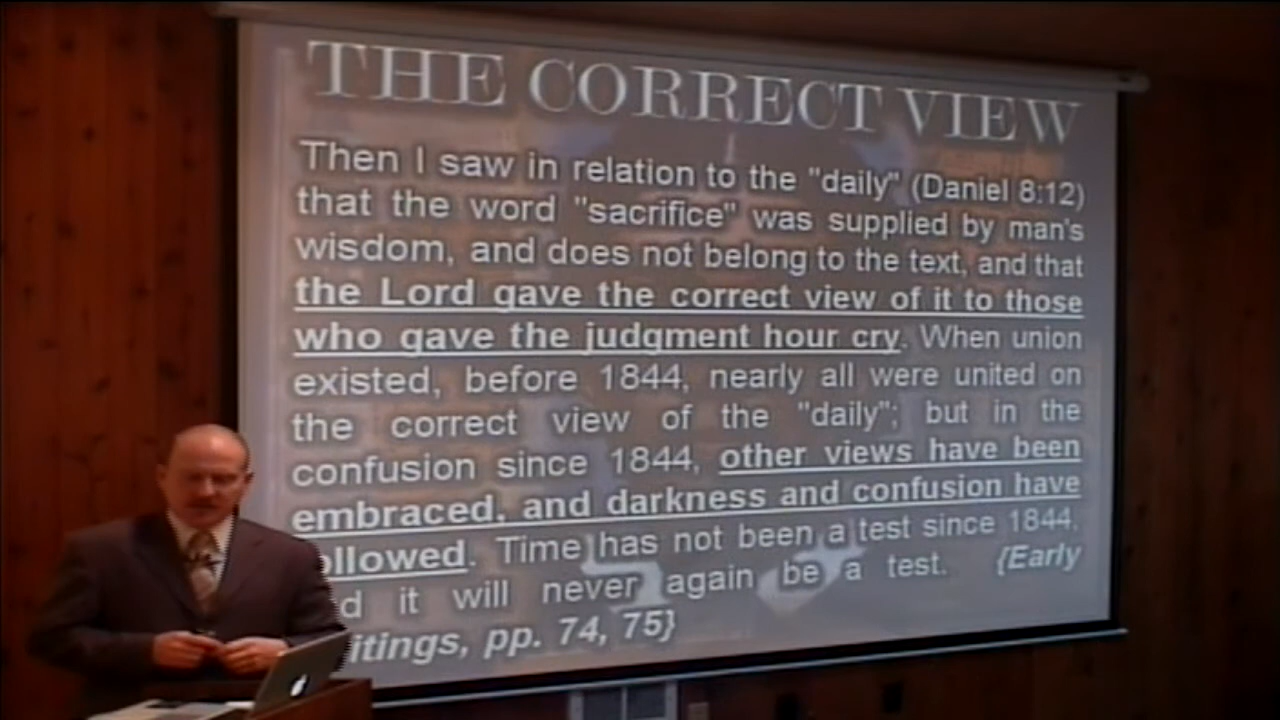 THE CORRECT VIEW
Then I saw in relation to the "daily" (Daniel 8:12)
that the word "sacrifice" was supplied by man's
wisdom, and does not belong to the text, and that
the Lord gave the correct view of it to those
who gave the judgment hour cry. When union
existed, before 1844, nearly all were united on
the correct view of the "daily"; but in the
confusion since 1844, other views have been
embraced, and darkness and confusion have
ollowed. Time has not been a test since 1844,
d it will never again be a test. {Early
itings, pp. 74, 75}